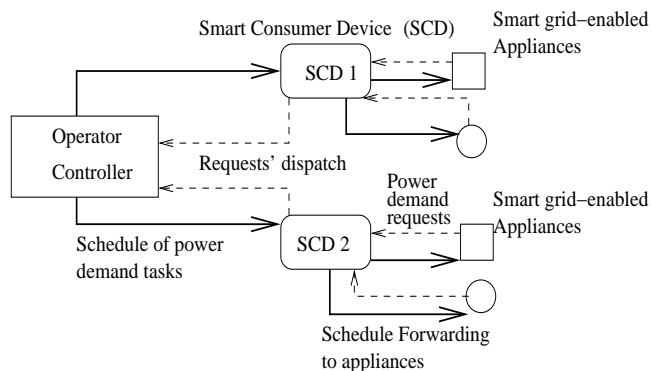 Smart Consumer Device (SCD)
Smart grid−enabled
Appliances
SCD 1
Operator
Controller
Requests' dispatch
Power
demand
requests
Smart grid−enabled
Appliances
SCD 2
Schedule of power
demand tasks
Schedule Forwarding
to appliances